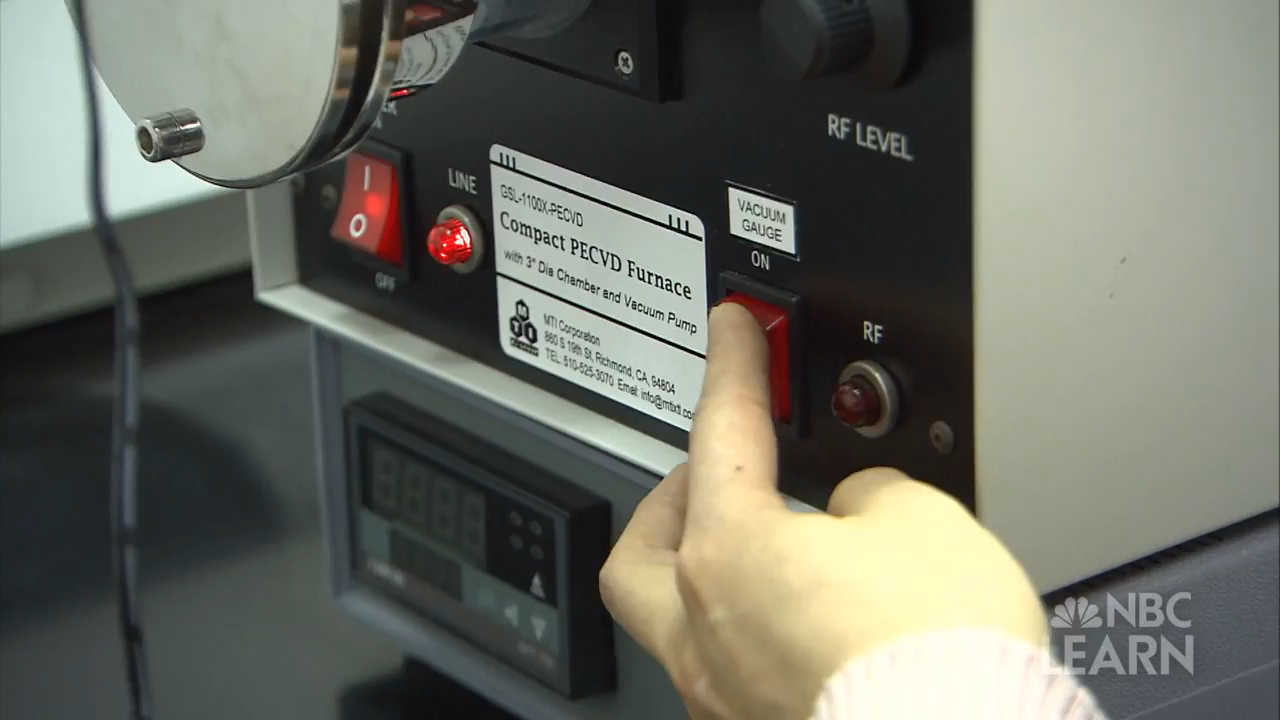 RF LEVEL
I
O
OFF
LINE
GSL-1100X-PECVD
Compact PECVD Furnace
with 3" Dia Chamber and Vacuum Pump
MTI
MTI Corporation
860 S 19th St, Richmond, CA, 94804
TEL: 510-525-3070 Email: info@mtixtl.co
VACUUM
GAUGE
ON
RF
NBC
LEARN